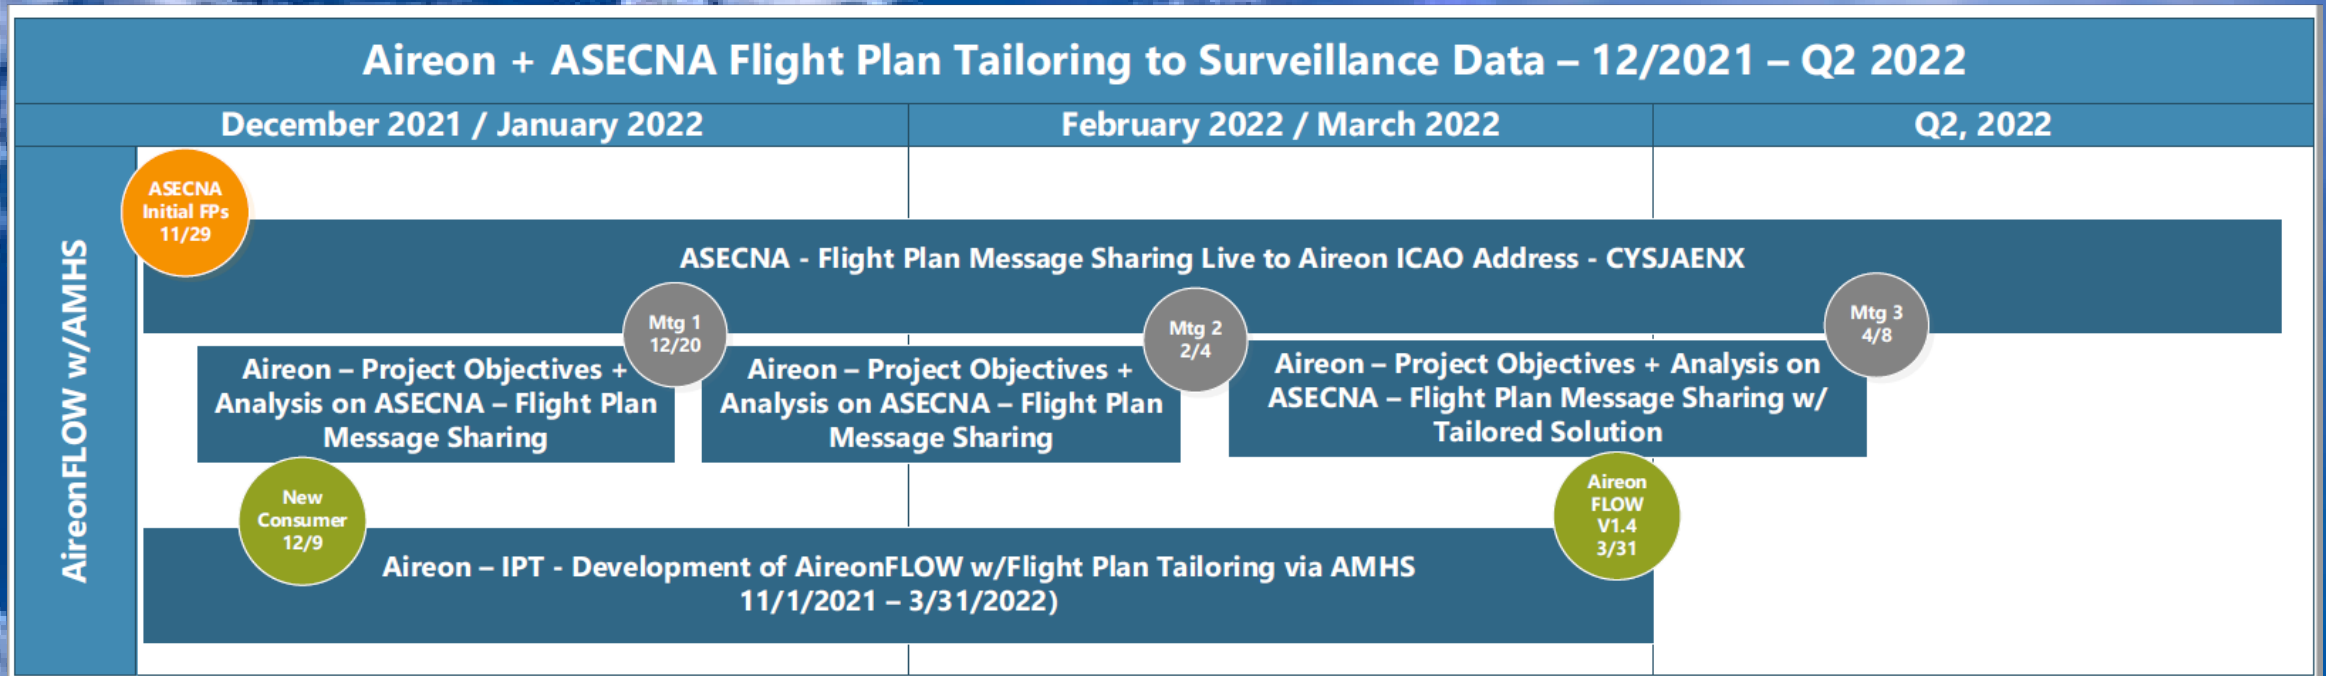 Aireon + ASECNA Flight Plan Tailoring to Surveillance Data – 12/2021 – Q2 2022
December 2021 / January 2022
February 2022 / March 2022
Q2, 2022
AireonFLOW w/AMHS
ASECNA
Initial FPs
11/29
ASECNA - Flight Plan Message Sharing Live to Aireon ICAO Address - CYSJAENX
Mtg 1
12/20
Mtg 2
2/4
Mtg 3
4/8
Aireon – Project Objectives +
Analysis on ASECNA – Flight Plan
Message Sharing
Aireon – Project Objectives +
Analysis on ASECNA – Flight Plan
Message Sharing
Aireon – Project Objectives + Analysis on
ASECNA – Flight Plan Message Sharing w/
Tailored Solution
New
Consumer
12/9
Aireon
FLOW
V1.4
3/31
Aireon – IPT - Development of AireonFLOW w/Flight Plan Tailoring via AMHS
11/1/2021 – 3/31/2022)